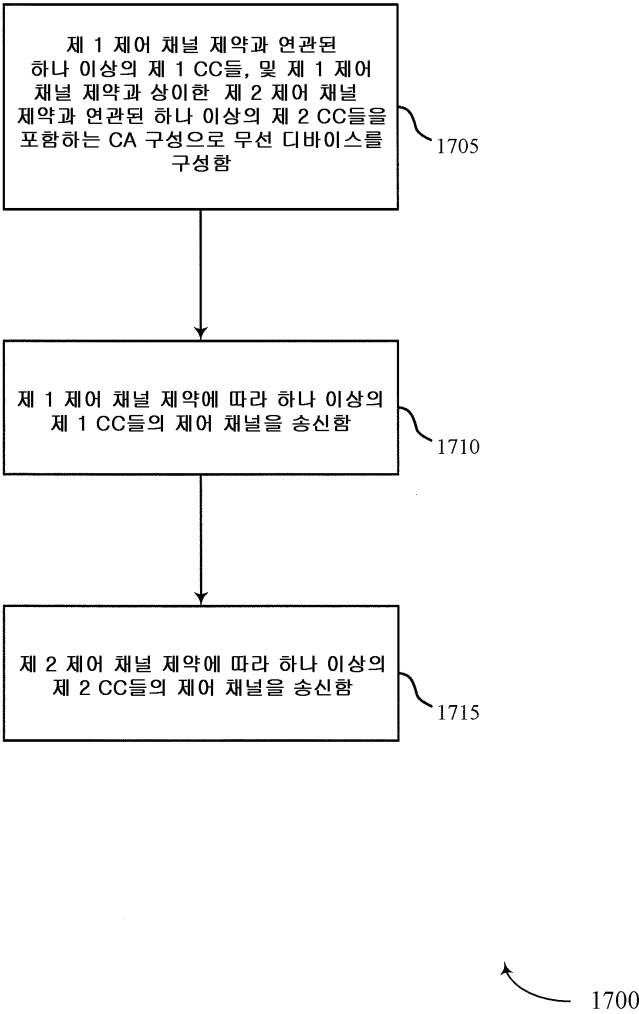 제 1 제어 채널 제약과 연관된
하나 이상의 제 1 CC들, 및 제 1 제어
채널 제약과 상이한 제 2 제어 채널
제약과 연관된 하나 이상의 제 2 CC들을
포함하는 CA 구성으로 무선 디바이스를
구성함
1705
제 1 제어 채널 제약에 따라 하나 이상의
제 1 CC들의 제어 채널을 송신함
1710
제 2 제어 채널 제약에 따라 하나 이상의
제 2 CC들의 제어 채널을 송신함
1715
1700